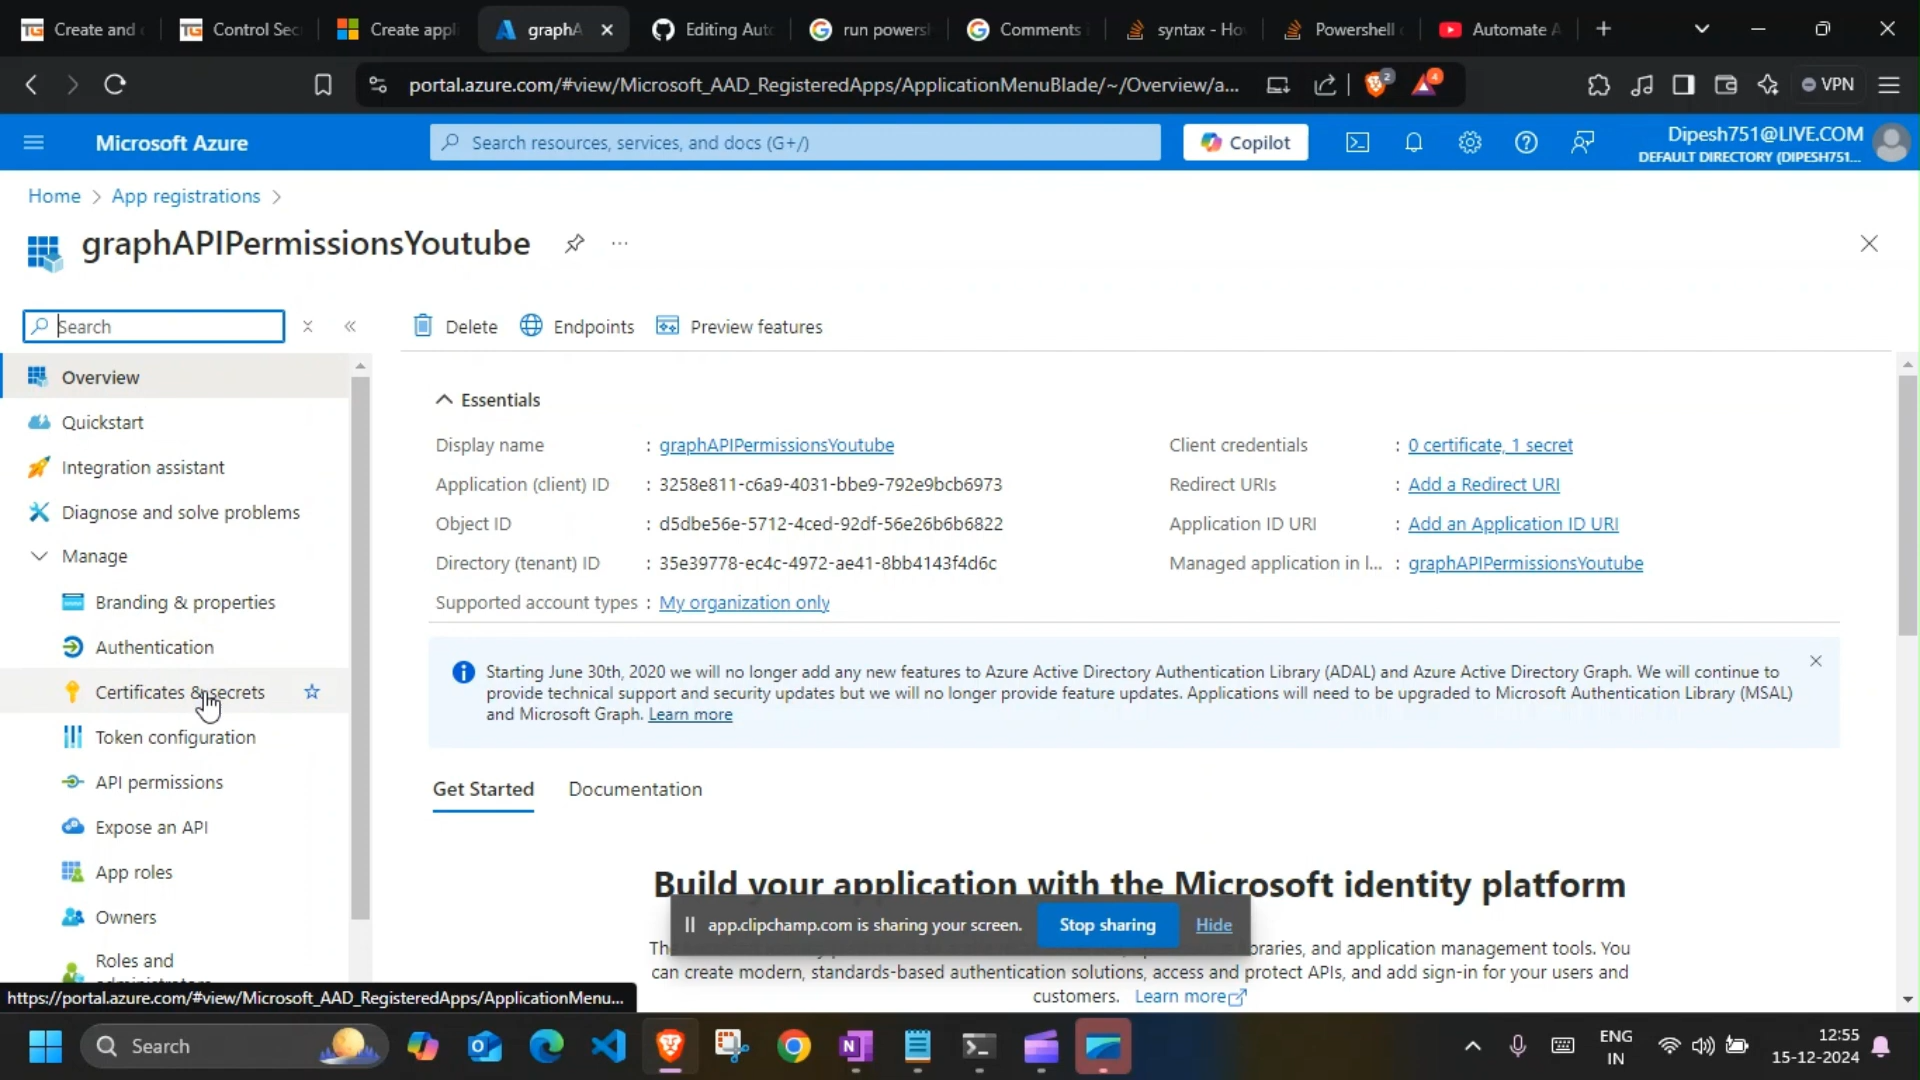 Create and
Control Sec
Create appli
graphA
Editing Auto
run powers
Comments
syntax - Ho
Powershell
Automate A
portal.azure.com/#view/Microsoft_AAD_RegisteredApps/ApplicationMenuBlade/~/Overview/a...
2
4
VPN
Microsoft Azure
Search resources, services, and docs (G+/)
Copilot
Dipesh751@LIVE.COM
DEFAULT DIRECTORY (DIPESH751...
Home > App registrations >
graphAPIPermissionsYoutube
Search
Delete
Endpoints
Preview features
Overview
Quickstart
Integration assistant
Diagnose and solve problems
Manage
Branding & properties
Authentication
Certificates & secrets
Token configuration
API permissions
Expose an API
App roles
Owners
Roles and
Essentials
Display name : graphAPIPermissionsYoutube
Application (client) ID : 3258e811-c6a9-4031-bbe9-792e9bcb6973
Object ID : d5dbe56e-5712-4ced-92df-56e26b6b6822
Directory (tenant) ID : 35e39778-ec4c-4972-ae41-8bb4143f4d6c
Supported account types : My organization only
Client credentials : 0 certificate, 1 secret
Redirect URIs : Add a Redirect URI
Application ID URI : Add an Application ID URI
Managed application in l... : graphAPIPermissionsYoutube
Starting June 30th, 2020 we will no longer add any new features to Azure Active Directory Authentication Library (ADAL) and Azure Active Directory Graph. We will continue to
provide technical support and security updates but we will no longer provide feature updates. Applications will need to be upgraded to Microsoft Authentication Library (MSAL)
and Microsoft Graph. Learn more
Get Started
Documentation
Build your application with the Microsoft identity platform
app.clipchamp.com is sharing your screen.
Stop sharing
Hide
braries, and application management tools. You
can create modern, standards-based authentication solutions, access and protect APIs, and add sign-in for your users and
customers. Learn more
https://portal.azure.com/#view/Microsoft_AAD_RegisteredApps/ApplicationMenu...
Search
ENG
IN
12:55
15-12-2024